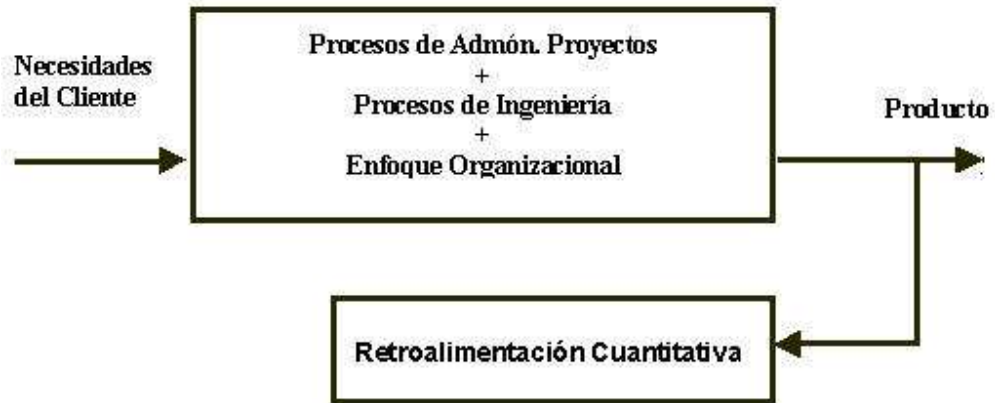 Necesidades
del Cliente
Procesos de Admón. Proyectos
+
Procesos de Ingeniería
+
Enfoque Organizacional
Producto
Retroalimentación Cuantitativa